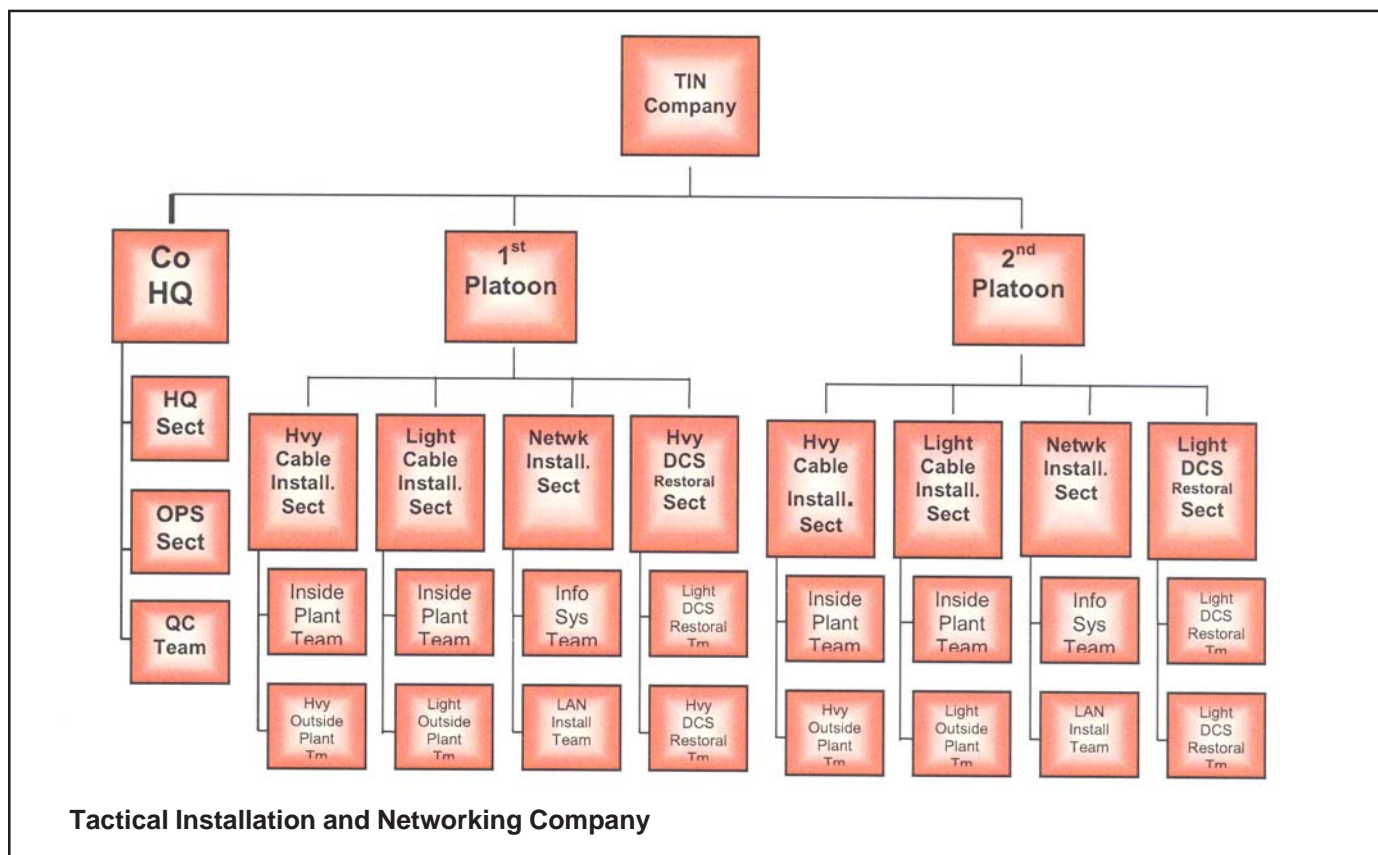 TIN
Company
Co
HQ
1st
Platoon
2nd
Platoon
HQ
Sect
OPS
Sect
QC
Team
Hvy
Cable
Install.
Sect
Light
Cable
Install.
Sect
Netwk
Install.
Sect
Hvy
DCS
Restoral
Sect
Inside
Plant
Team
Inside
Plant
Team
Info
Sys
Team
Light
DCS
Restoral
Tm
Hvy
Outside
Plant
Tm
Light
Outside
Plant
Tm
LAN
Install
Team
Hvy
DCS
Restoral
Tm
Hvy
Cable
Install.
Sect
Light
Cable
Install.
Sect
Netwk
Install.
Sect
Light
DCS
Restoral
Sect
Inside
Plant
Team
Inside
Plant
Team
Info
Sys
Team
Light
DCS
Restoral
Tm
Hvy
Outside
Plant
Tm
Light
Outside
Plant
Tm
LAN
Install
Team
Light
DCS
Restoral
Tm
Tactical Installation and Networking Company